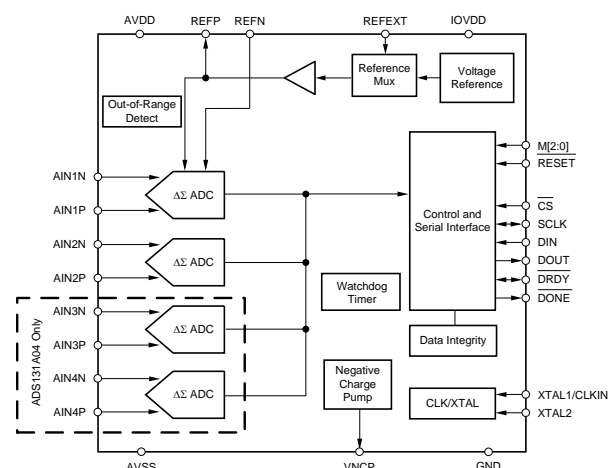 AVDD
REFP
REFN
REFEXT
IOVDD
Out-of-Range
Detect
Reference
Mux
Voltage
Reference
AIN1N
AIN1P
ΔΣ ADC
AIN2N
AIN2P
ΔΣ ADC
ADS131A04 Only
AIN3N
AIN3P
ΔΣ ADC
AIN4N
AIN4P
ΔΣ ADC
Control and
Serial Interface
Watchdog
Timer
Data Integrity
Negative
Charge
Pump
CLK/XTAL
M[2:0]
RESET
CS
SCLK
DIN
DOUT
DRDY
DONE
XTAL1/CLKIN
XTAL2
AVSS
VNCP
GND